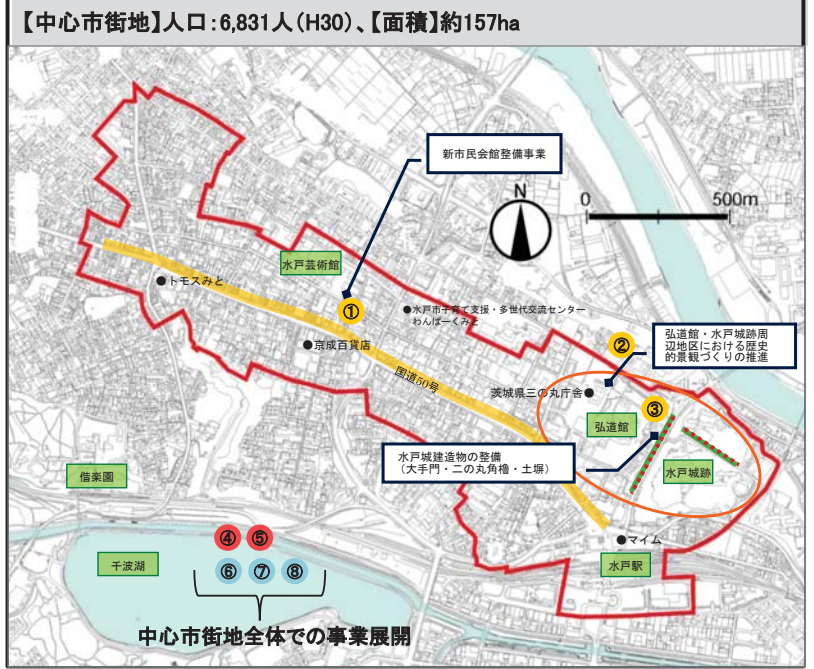 【中心市街地】人口：6,831人（H30）、【面積】約157ha
新市民会館整備事業
N
0
500m
水戸芸術館
●トモスみと
①
●水戸市子育て支援・多世代交流センター
わんぱーくみと
●京成百貨店
②
弘道館・水戸城跡周
辺地区における歴史
的景観づくりの推進
国道50号
茨城県三の丸庁舎●
③
弘道館
水戸城建造物の整備
（大手門・二の丸角櫓・土塀）
水戸城跡
偕楽園
④
⑤
●マイム
千波湖
⑥
⑦
⑧
水戸駅
中心市街地全体での事業展開